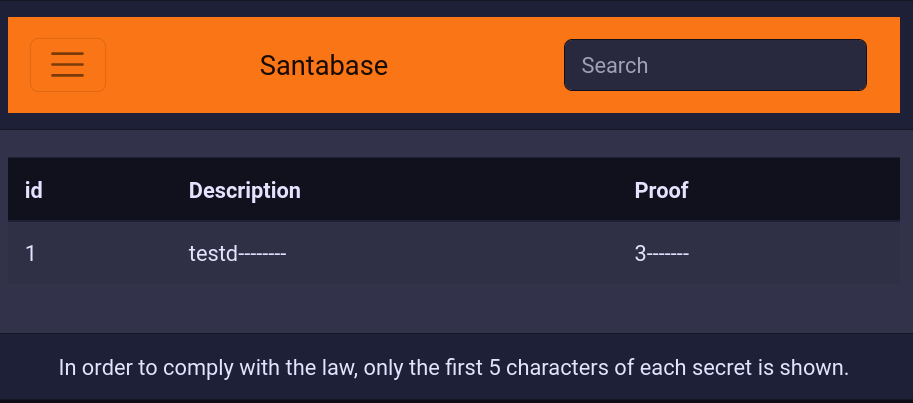 Santabase
Search
id Description Proof
1 testd-------- 3-------
In order to comply with the law, only the first 5 characters of each secret is shown.